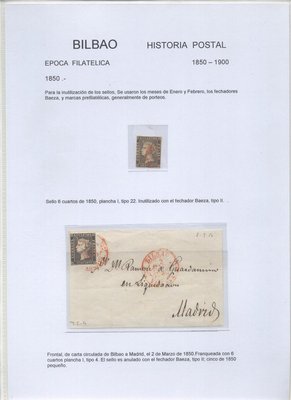 BILBAO HISTORIA POSTAL
EPOCA FILATELICA 1850 – 1900
1850 .-
Para la inutilización de los sellos, Se usaron los meses de Enero y Febrero, los fechadores
Baeza, y marcas prefilatélicas, generalmente de porteos.
Sello 6 cuartos de 1850, plancha I, tipo 22. Inutilizado con el fechador Baeza, tipo II.
BILBAO
en Liquidacion
Madrid
Frontal, de carta circulada de Bilbao a Madrid, el 2 de Marzo de 1850.Franqueada con 6
cuartos plancha I, tipo 4. El sello es anulado con el fechador Baeza, tipo II; cinco de 1850
pequeño.